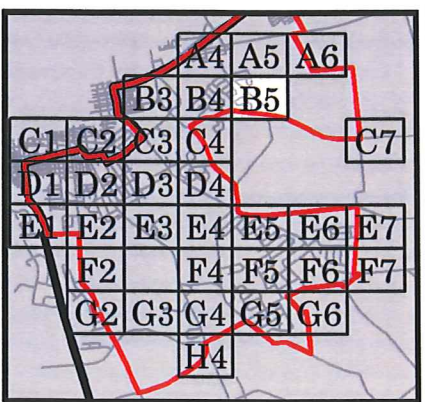 A4 A5 A6
B3 B4 B5
C1 C2 C3 C4 C7
D1 D2 D3 D4
E1 E2 E3 E4 E5 E6 E7
F2 F4 F5 F6 F7
G2 G3 G4 G5 G6
H4